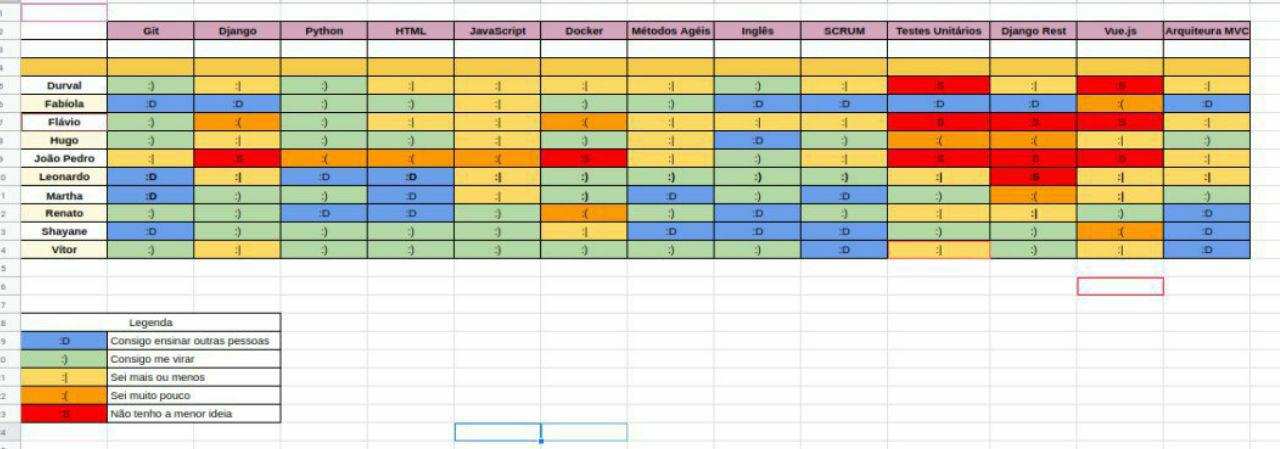 Git Django Python HTML JavaScript Docker Métodos Agéis Inglês SCRUM Testes Unitários Django Rest Vue.js Arquiteura MVC
Durval :) :| :) :| :| :| :| :) :| :S :| :S :|
Fabíola :D :D :) :) :| :) :) :D :D :D :D :( :D
Flávio :) :( :) :| :| :( :| :| :| :S :S :S :|
Hugo :) :) :) :) :| :) :| :D :) :( :( :| :)
João Pedro :| :S :( :( :( :S :| :) :| :S :S :S :|
Leonardo :D :| :D :D :| :) :) :) :) :| :S :| :|
Martha :D :) :) :D :| :) :D :) :D :) :( :| :D
Renato :) :) :D :D :) :( :) :D :) :| :| :) :D
Shayane :D :) :) :) :) :| :D :D :D :) :) :( :D
Vitor :) :| :) :) :) :) :) :) :D :| :) :| :D
Legenda
:D Consigo ensinar outras pessoas
:) Consigo me virar
:| Sei mais ou menos
:( Sei muito pouco
:S Não tenho a menor ideia